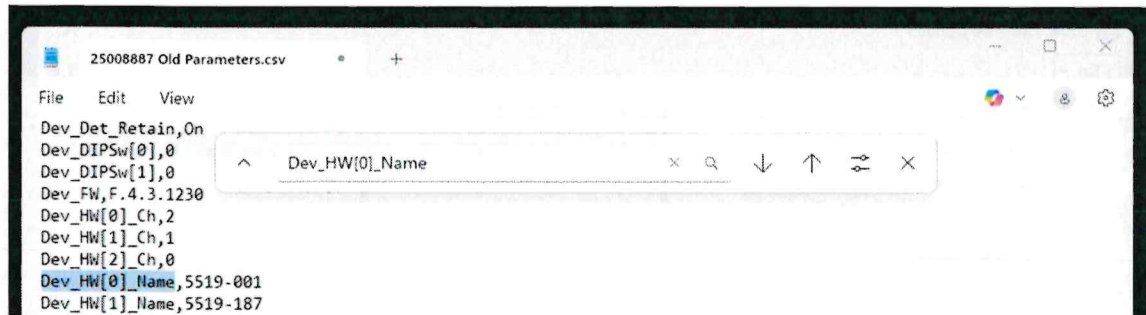 25008887 Old Parameters.csv
File Edit View
Dev_Det_Retain,On
Dev_DIPSw[0],0
Dev_HW[0]_Name
Dev_DIPSw[1],0
Dev_FW,F.4.3.1230
Dev_HW[0]_Ch,2
Dev_HW[1]_Ch,1
Dev_HW[2]_Ch,0
Dev_HW[0]_Name,5519-001
Dev_HW[1]_Name,5519-187